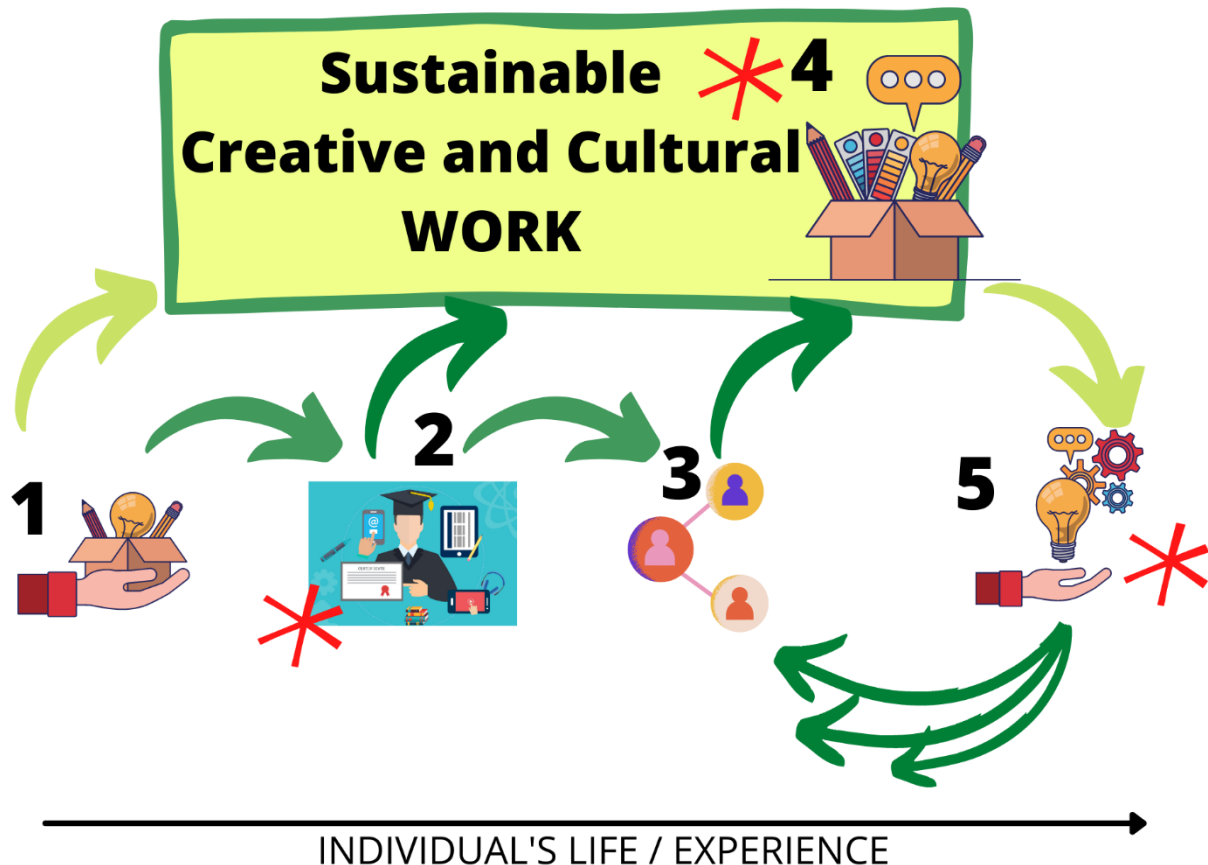 Sustainable
4
Creative and Cultural
WORK
2
3
1
5
@
INDIVIDUAL'S LIFE / EXPERIENCE